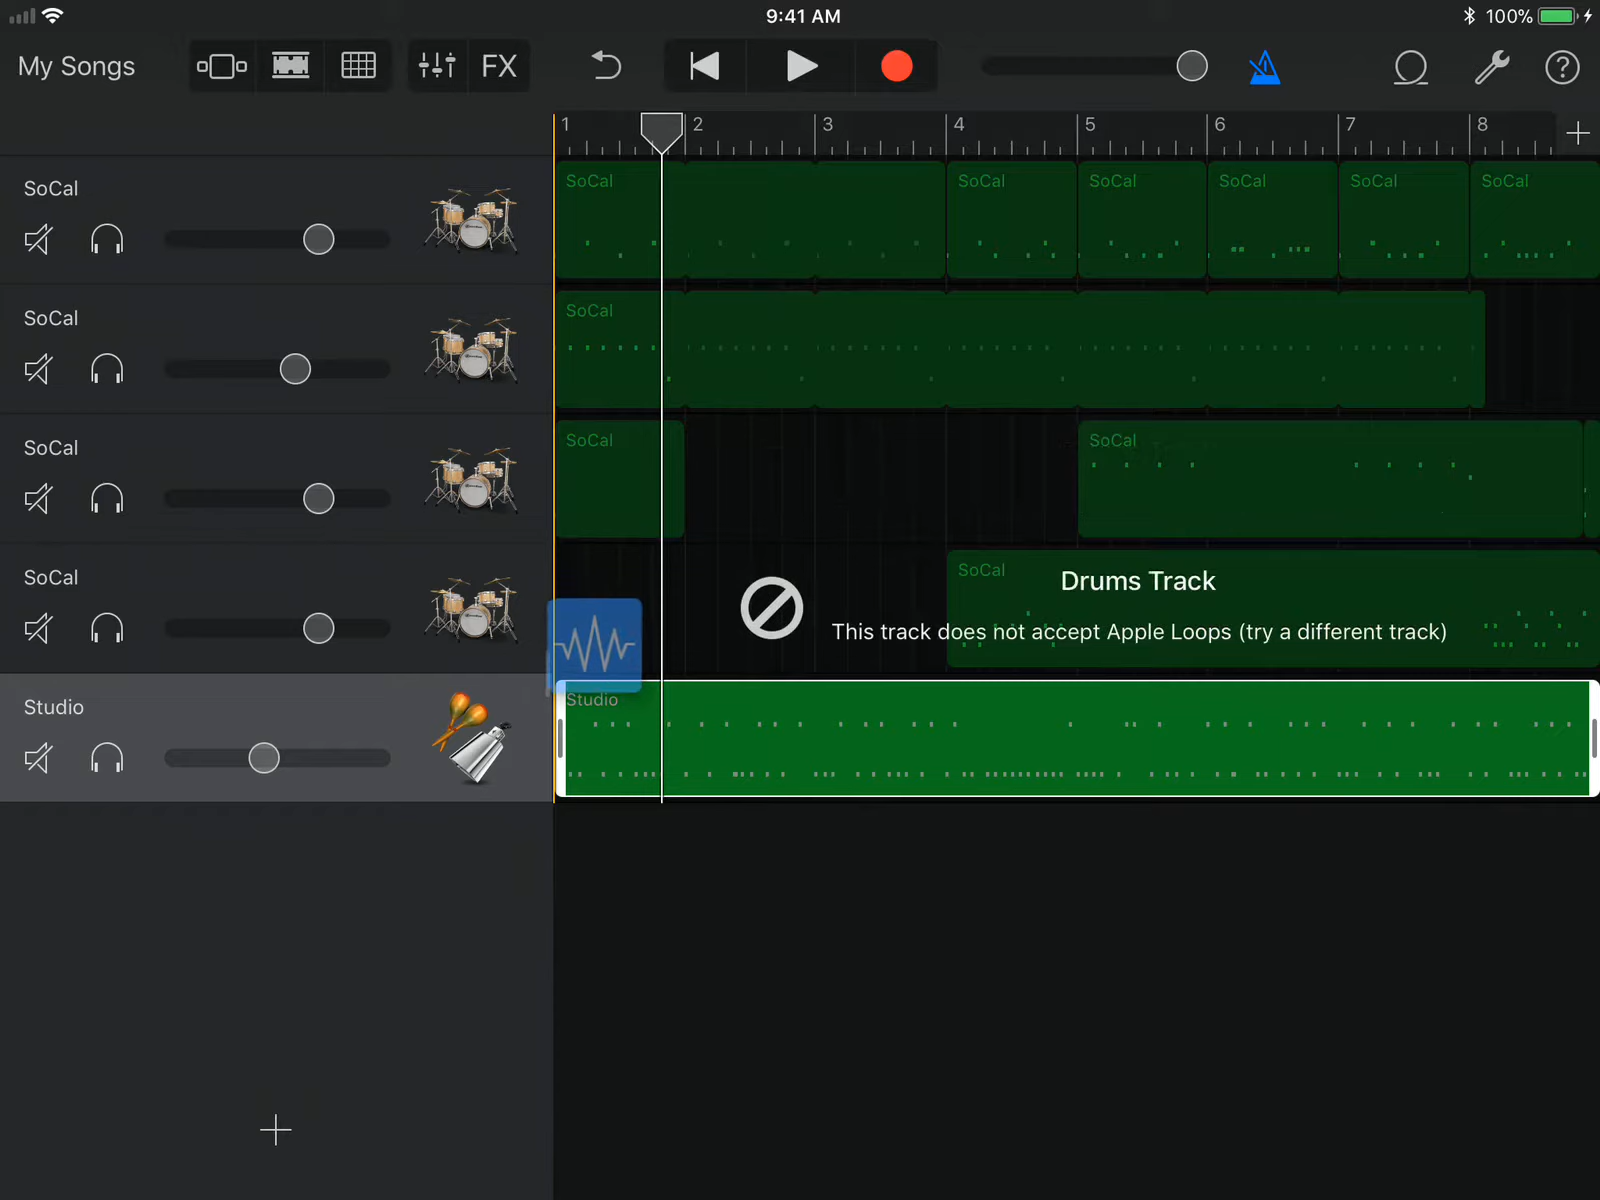 9:41 AM
100%
My Songs
FX
1 2 3 4 5 6 7 8
SoCal
SoCal SoCal SoCal SoCal SoCal SoCal
SoCal
SoCal
SoCal
SoCal SoCal
SoCal
SoCal
Drums Track
This track does not accept Apple Loops (try a different track)
Studio
Studio